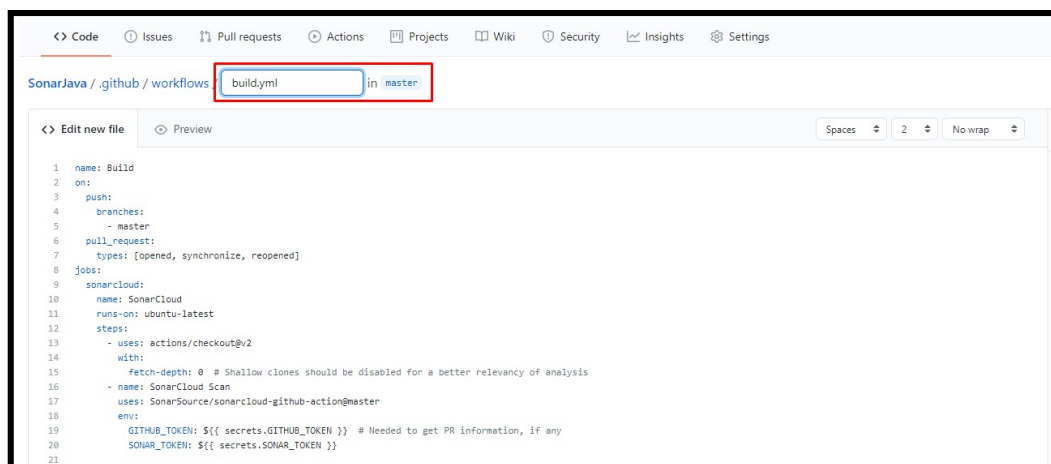 <> Code Issues Pull requests Actions Projects Wiki Security Insights Settings
SonarJava / .github / workflows / build.yml in master
<> Edit new file Preview Spaces 2 No wrap
1 name: Build
2 on:
3 push:
4 branches:
5 - master
6 pull_request:
7 types: [opened, synchronize, reopened]
8 jobs:
9 sonarcloud:
10 name: SonarCloud
11 runs-on: ubuntu-latest
12 steps:
13 - uses: actions/checkout@v2
14 with:
15 fetch-depth: 0 # Shallow clones should be disabled for a better relevancy of analysis
16 - name: SonarCloud Scan
17 uses: SonarSource/sonarcloud-github-action@master
18 env:
19 GITHUB_TOKEN: ${{ secrets.GITHUB_TOKEN }} # Needed to get PR information, if any
20 SONAR_TOKEN: ${{ secrets.SONAR_TOKEN }}
21